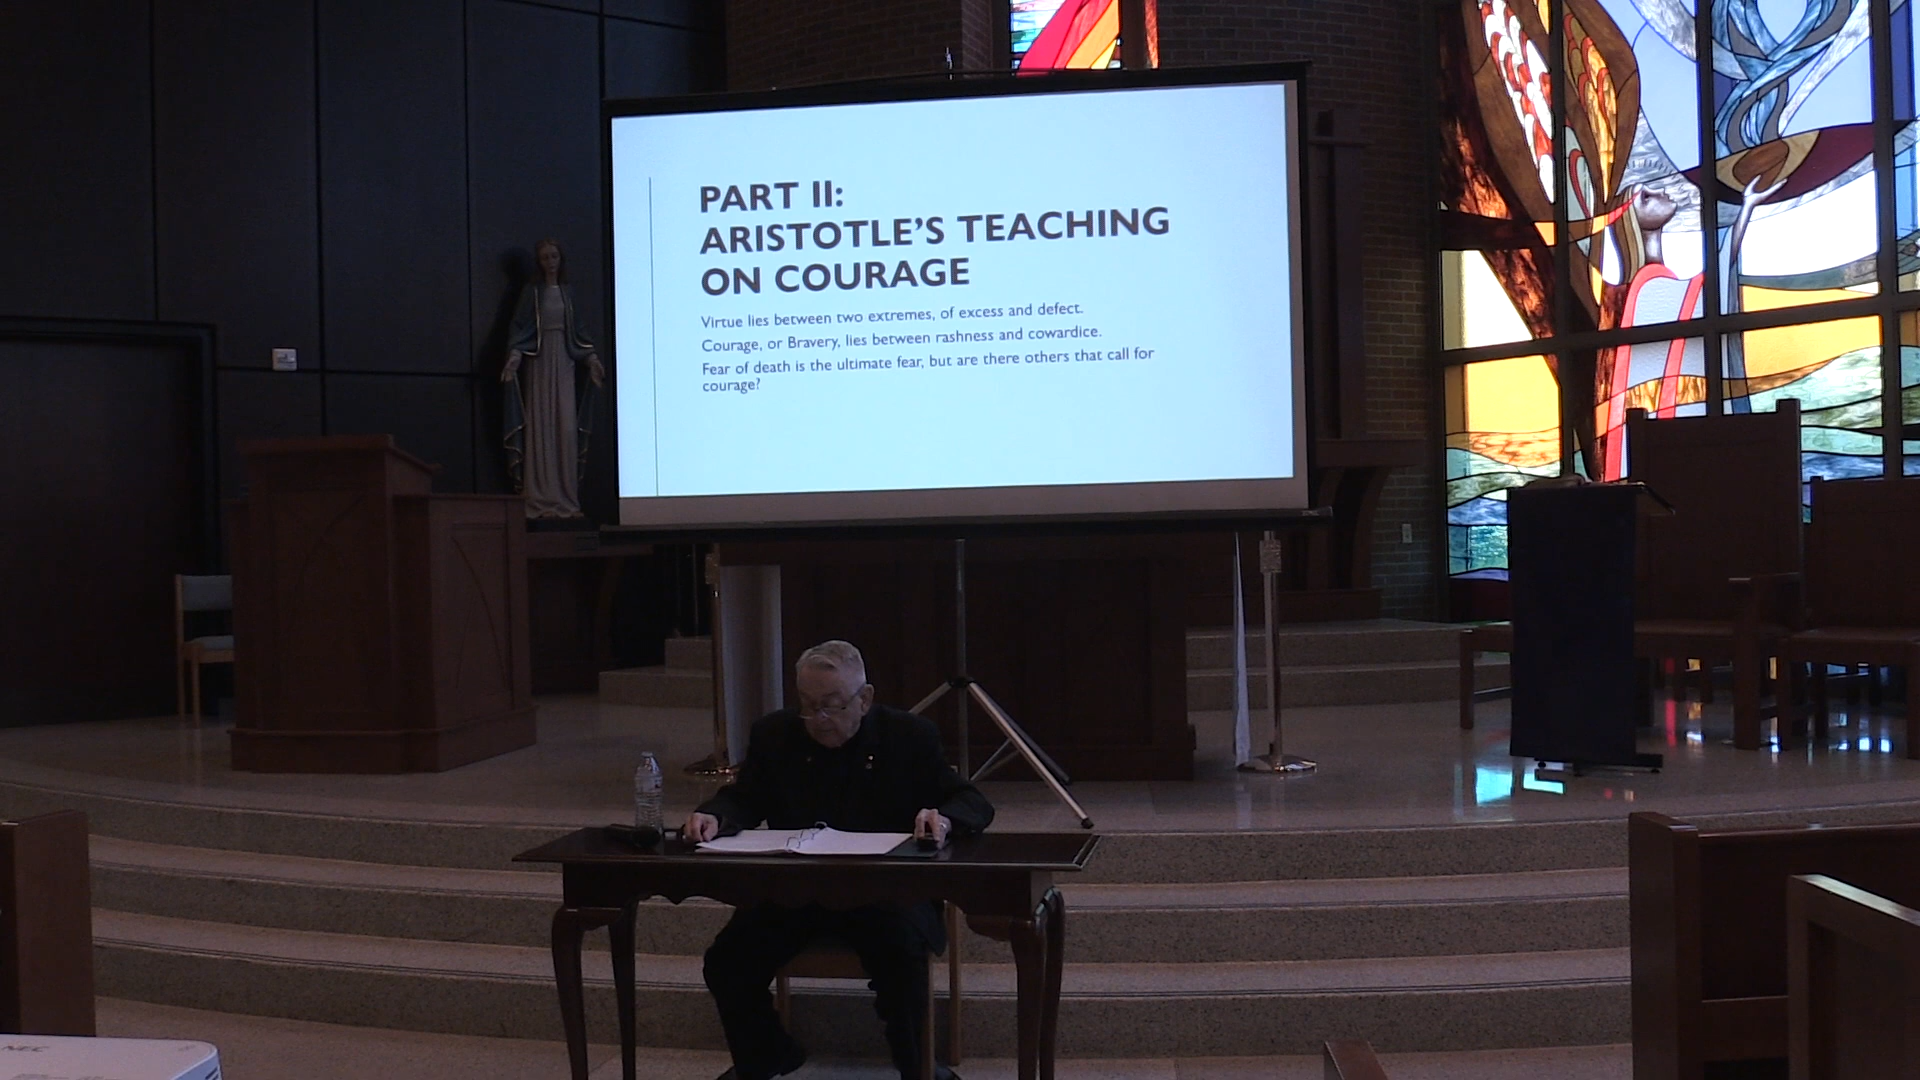 PART II:
ARISTOTLE'S TEACHING
ON COURAGE
Virtue lies between two extremes, of excess and defect.
Courage, or Bravery, lies between rashness and cowardice.
Fear of death is the ultimate fear, but are there others that call for
courage?
NEC